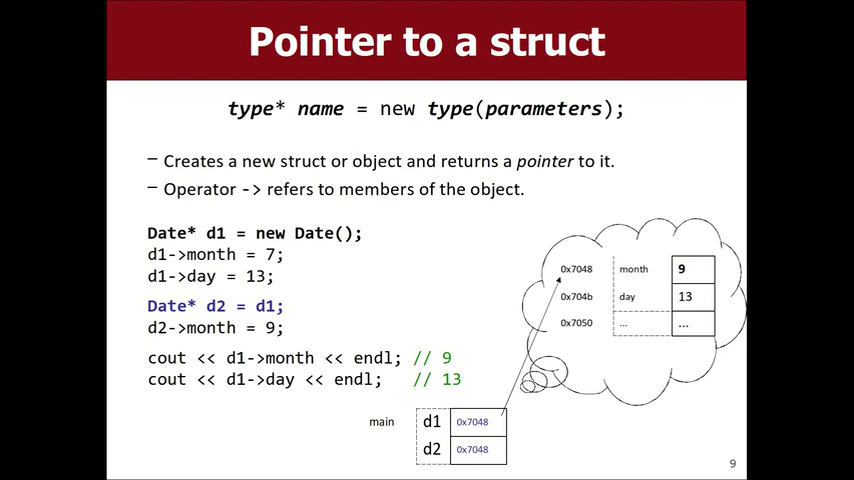 Pointer to a struct
type* name = new type(parameters);
– Creates a new struct or object and returns a pointer to it.
– Operator -> refers to members of the object.
Date* d1 = new Date();
d1->month = 7;
d1->day = 13;
Date* d2 = d1;
d2->month = 9;
cout << d1->month << endl; // 9
cout << d1->day << endl; // 13
0x7048 month 9
0x704b day 13
0x7050 ... ...
main d1 0x7048
d2 0x7048
9